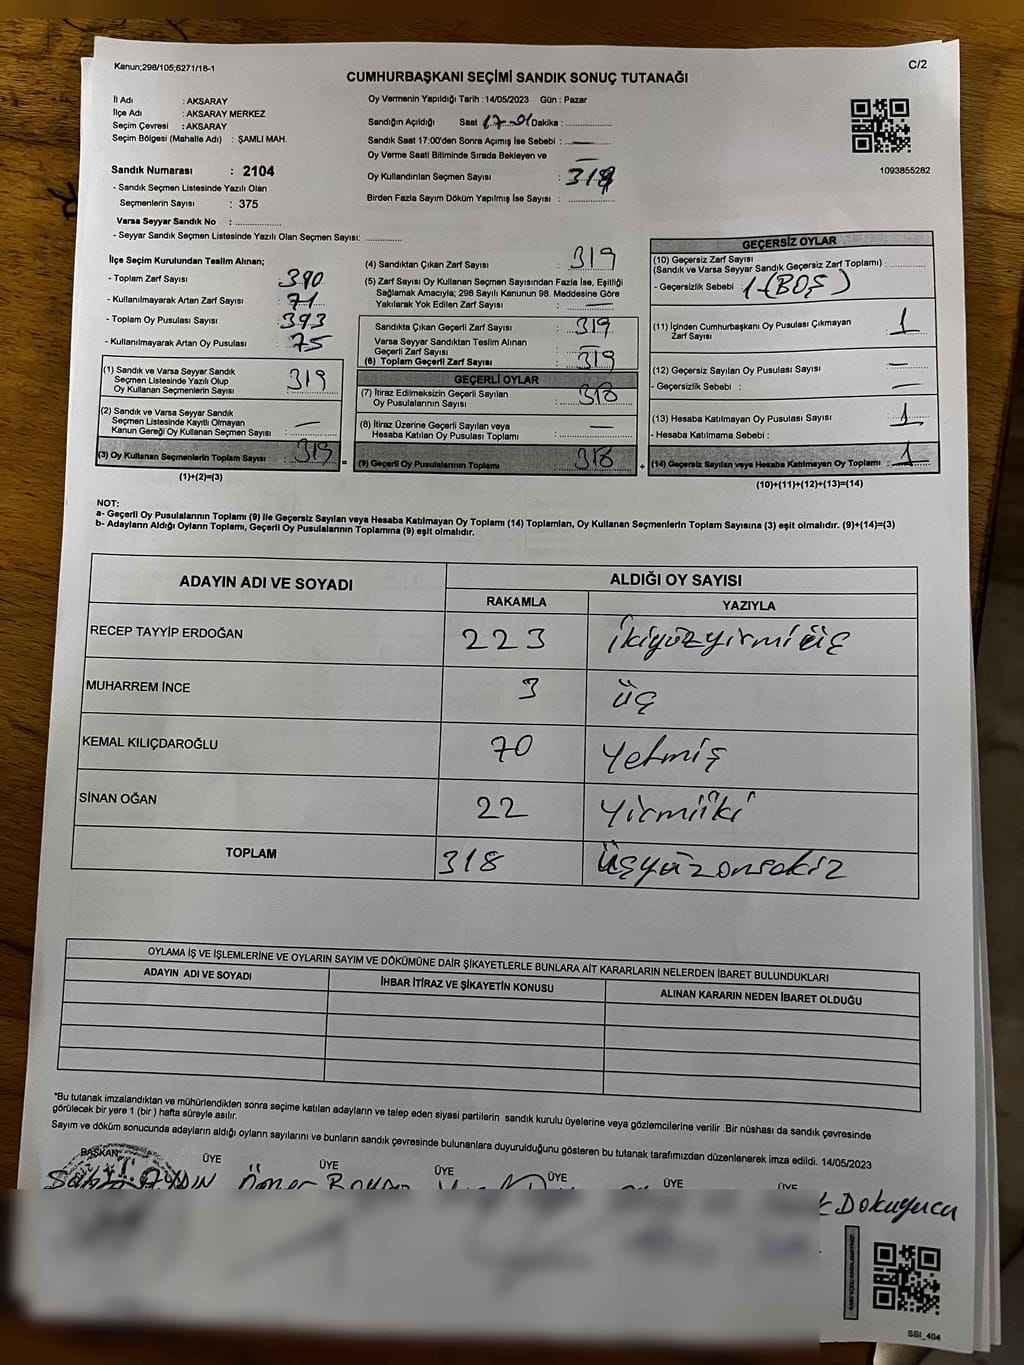 Kanun;298/105;6271/18-1
C/2
CUMHURBAŞKANI SEÇİMİ SANDIK SONUÇ TUTANAĞI
İl Adı : AKSARAY
İlçe Adı : AKSARAY MERKEZ
Seçim Çevresi : AKSARAY
Seçim Bölgesi (Mahalle Adı) : ŞAMLI MAH.
Sandık Numarası : 2104
- Sandık Seçmen Listesinde Yazılı Olan
Seçmenlerin Sayısı : 375
Varsa Seyyar Sandık No :
- Seyyar Sandık Seçmen Listesinde Yazılı Olan Seçmen Sayısı:
Oy Vermenin Yapıldığı Tarih : 14/05/2023 Gün : Pazar
Sandığın Açıldığı Saat 17-01 Dakika :
Sandık Saat 17:00'den Sonra Açımış İse Sebebi : —
Oy Verme Saati Bitiminde Sırada Bekleyen ve —
Oy Kullandırılan Seçmen Sayısı : 319
Birden Fazla Sayım Döküm Yapılmış İse Sayısı :
1093855282
İlçe Seçim Kurulundan Teslim Alınan;
- Toplam Zarf Sayısı : 390
- Kullanılmayarak Artan Zarf Sayısı : 71
- Toplam Oy Pusulası Sayısı : 393
- Kullanılmayarak Artan Oy Pusulası : 75
(1) Sandık ve Varsa Seyyar Sandık
Seçmen Listesinde Yazılı Olup
Oy Kullanan Seçmenlerin Sayısı : 319
(2) Sandık ve Varsa Seyyar Sandık
Seçmen Listesinde Kayıtlı Olmayan
Kanun Gereği Oy Kullanan Seçmen Sayısı : —
(3) Oy Kullanan Seçmenlerin Toplam Sayısı : 319
(1)+(2)=(3)
=
(4) Sandıktan Çıkan Zarf Sayısı : 319
(5) Zarf Sayısı Oy Kullanan Seçmen Sayısından Fazla İse, Eşitliği
Sağlamak Amacıyla; 298 Sayılı Kanunun 98. Maddesine Göre
Yakılarak Yok Edilen Zarf Sayısı : —
Sandıkta Çıkan Geçerli Zarf Sayısı : 319
Varsa Seyyar Sandıktan Teslim Alınan
Geçerli Zarf Sayısı : —
(6) Toplam Geçerli Zarf Sayısı : 319
GEÇERLİ OYLAR
(7) İtiraz Edilmeksizin Geçerli Sayılan
Oy Pusulalarının Sayısı : 318
(8) İtiraz Üzerine Geçerli Sayılan veya
Hesaba Katılan Oy Pusulası Toplamı : —
(9) Geçerli Oy Pusulalarının Toplamı : 318
+
GEÇERSİZ OYLAR
(10) Geçersiz Zarf Sayısı
(Sandık ve Varsa Seyyar Sandık Geçersiz Zarf Toplamı) :
- Geçersizlik Sebebi : 1-(BOŞ)
(11) İçinden Cumhurbaşkanı Oy Pusulası Çıkmayan
Zarf Sayısı : 1
(12) Geçersiz Sayılan Oy Pusulası Sayısı : —
- Geçersizlik Sebebi : —
(13) Hesaba Katılmayan Oy Pusulası Sayısı : 1
- Hesaba Katılmama Sebebi :
(14) Geçersiz Sayılan veya Hesaba Katılmayan Oy Toplamı : 1
(10)+(11)+(12)+(13)=(14)
NOT:
a- Geçerli Oy Pusulalarının Toplamı (9) ile Geçersiz Sayılan veya Hesaba Katılmayan Oy Toplamı (14) Toplamları, Oy Kullanan Seçmenlerin Toplam Sayısına (3) eşit olmalıdır. (9)+(14)=(3)
b- Adayların Aldığı Oyların Toplamı, Geçerli Oy Pusulalarının Toplamına (9) eşit olmalıdır.
ADAYIN ADI VE SOYADI
ALDIĞI OY SAYISI
RAKAMLA YAZIYLA
RECEP TAYYİP ERDOĞAN 223 İkiyüzyirmiüç
MUHARREM İNCE 3 üç
KEMAL KILIÇDAROĞLU 70 Yetmiş
SİNAN OĞAN 22 Yirmiiki
TOPLAM 318 Üçyüzonsekiz
OYLAMA İŞ VE İŞLEMLERİNE VE OYLARIN SAYIM VE DÖKÜMÜNE DAİR ŞİKAYETLERLE BUNLARA AİT KARARLARIN NELERDEN İBARET BULUNDUKLARI
ADAYIN ADI VE SOYADI İHBAR İTİRAZ VE ŞİKAYETİN KONUSU ALINAN KARARIN NEDEN İBARET OLDUĞU
*Bu tutanak imzalandıktan ve mühürlendikten sonra seçime katılan adayların ve talep eden siyasi partilerin sandık kurulu üyelerine veya gözlemcilerine verilir .Bir nüshası da sandık çevresinde
görülecek bir yere 1 (bir ) hafta süreyle asılır.
Sayım ve döküm sonucunda adayların aldığı oyların sayılarını ve bunların sandık çevresinde bulunanlara duyurulduğunu gösteren bu tutanak tarafımızdan düzenlenerek imza edildi. 14/05/2023
BAŞKAN ÜYE ÜYE ÜYE ÜYE ÜYE ÜYE
AYDIN Ömer Dokuyucu
SSI_404